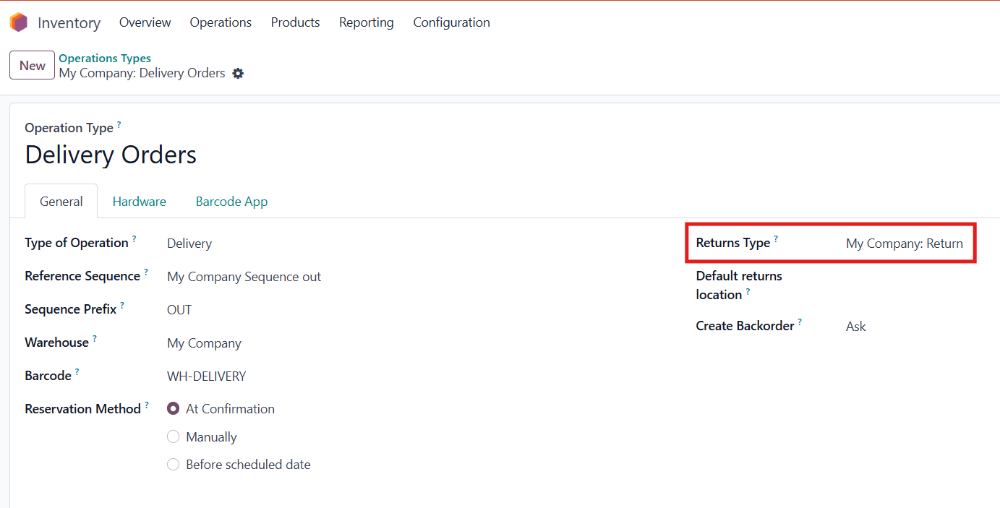 Inventory Overview Operations Products Reporting Configuration
New
Operations Types
My Company: Delivery Orders
Operation Type ?
Delivery Orders
General Hardware Barcode App
Type of Operation ? Delivery
Returns Type ? My Company: Return
Reference Sequence ? My Company Sequence out
Default returns
location ?
Sequence Prefix ? OUT
Create Backorder ? Ask
Warehouse ? My Company
Barcode ? WH-DELIVERY
Reservation Method ? At Confirmation
Manually
Before scheduled date